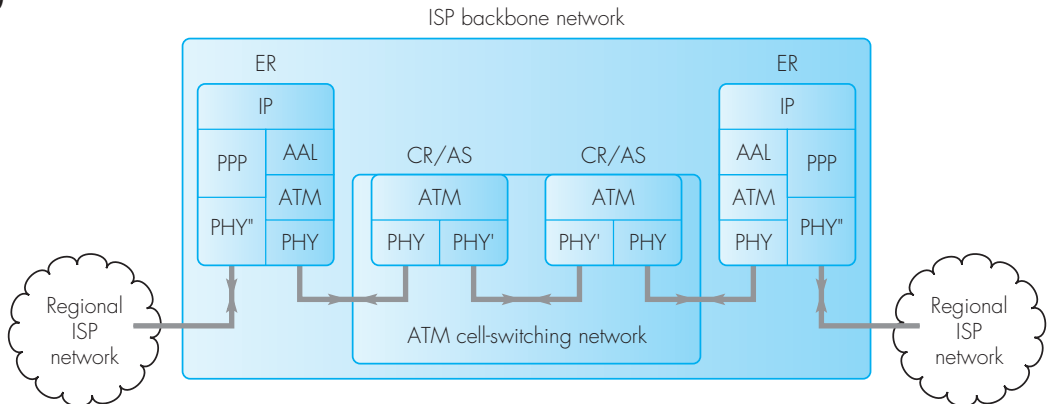 ISP backbone network
ER
IP
PPP
AAL
ATM
PHY"
PHY
CR/AS
ATM
PHY
PHY'
CR/AS
ATM
PHY'
PHY
ER
IP
AAL
PPP
ATM
PHY
PHY"
ATM cell-switching network
Regional
ISP
network
Regional
ISP
network